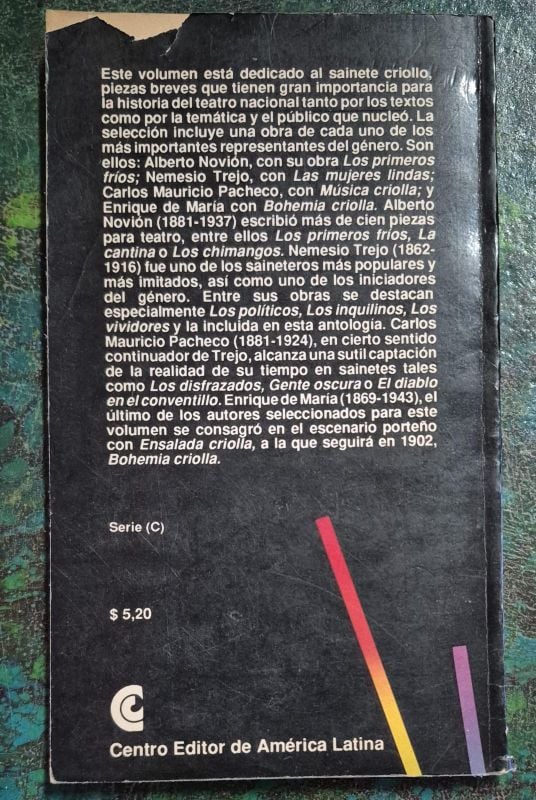 Este volumen está dedicado al sainete criollo,
piezas breves que tienen gran importancia para
la historia del teatro nacional tanto por los textos
como por la temática y el público que nucleó. La
selección incluye una obra de cada uno de los
más importantes representantes del género. Son
ellos: Alberto Novión, con su obra Los primeros
fríos; Nemesio Trejo, con Las mujeres lindas;
Carlos Mauricio Pacheco, con Música criolla; y
Enrique de María con Bohemia criolla. Alberto
Novión (1881-1937) escribió más de cien piezas
para teatro, entre ellos Los primeros fríos, La
cantina o Los chimangos. Nemesio Trejo (1862-
1916) fue uno de los saineteros más populares y
más imitados, así como uno de los iniciadores
del género. Entre sus obras se destacan
especialmente Los políticos, Los inquilinos, Los
vividores y la incluida en esta antología. Carlos
Mauricio Pacheco (1881-1924), en cierto sentido
continuador de Trejo, alcanza una sutil captación
de la realidad de su tiempo en sainetes tales
como Los disfrazados, Gente oscura o El diablo
en el conventillo. Enrique de María (1869-1943), el
último de los autores seleccionados para este
volumen se consagró en el escenario porteño
con Ensalada criolla, a la que seguirá en 1902,
Bohemia criolla.
Serie (C)
$ 5,20
Centro Editor de América Latina